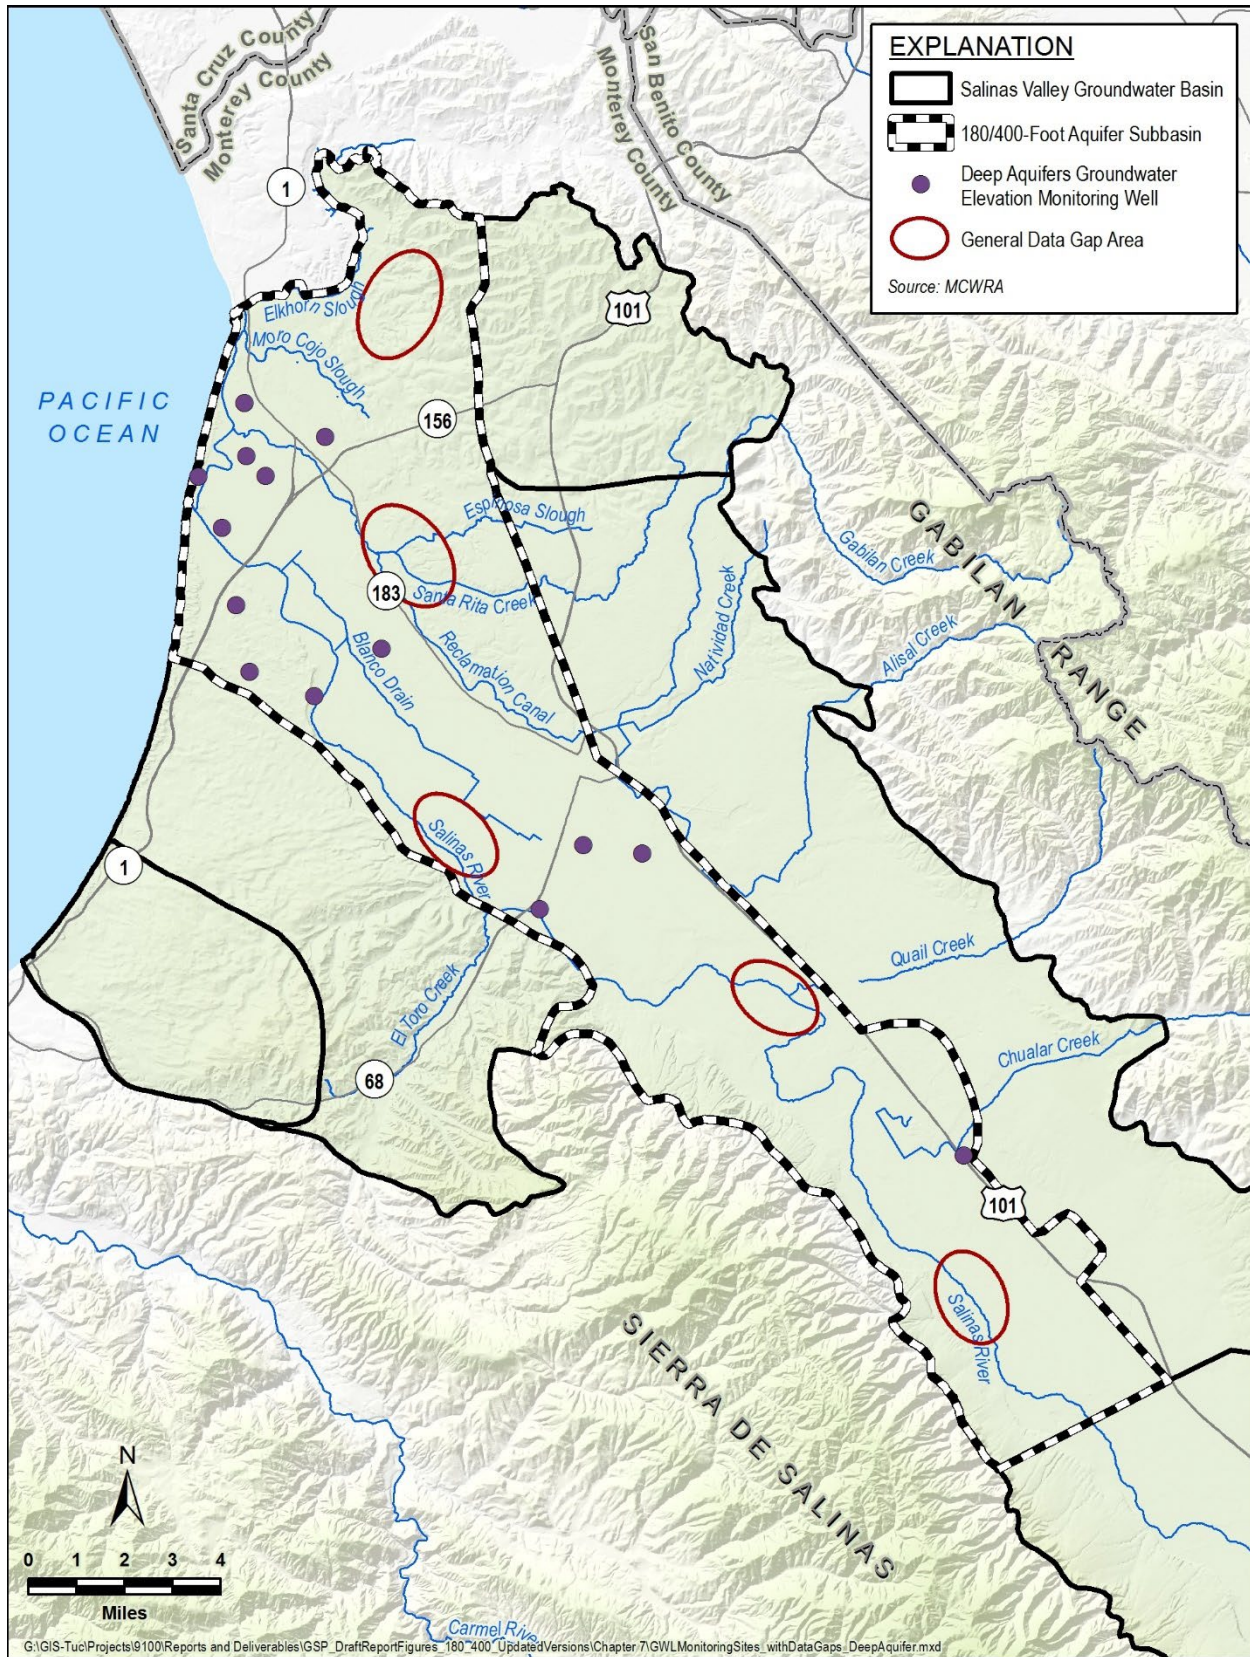 Santa Cruz County
Monterey County
San Benito County
Monterey County
EXPLANATION
Salinas Valley Groundwater Basin
180/400-Foot Aquifer Subbasin
Deep Aquifers Groundwater
Elevation Monitoring Well
General Data Gap Area
Source: MCWRA
1
101
Elkhorn Slough
Moro Cojo Slough
PACIFIC
OCEAN
156
Espinosa Slough
GABILAN
RANGE
Gabilan Creek
183
Santa Rita Creek
Natividad Creek
Alisal Creek
Blanco Drain
Reclamation Canal
Salinas River
1
Quail Creek
El Toro Creek
Chualar Creek
68
101
Salinas River
SIERRA DE SALINAS
N
0 1 2 3 4
Miles
Carmel River
G:\GIS-Tuc\Projects\9100\Reports and Deliverables\GSP_DraftReportFigures_180_400_UpdatedVersions\Chapter 7\GWLMonitoringSites_withDataGaps_DeepAquifer.mxd